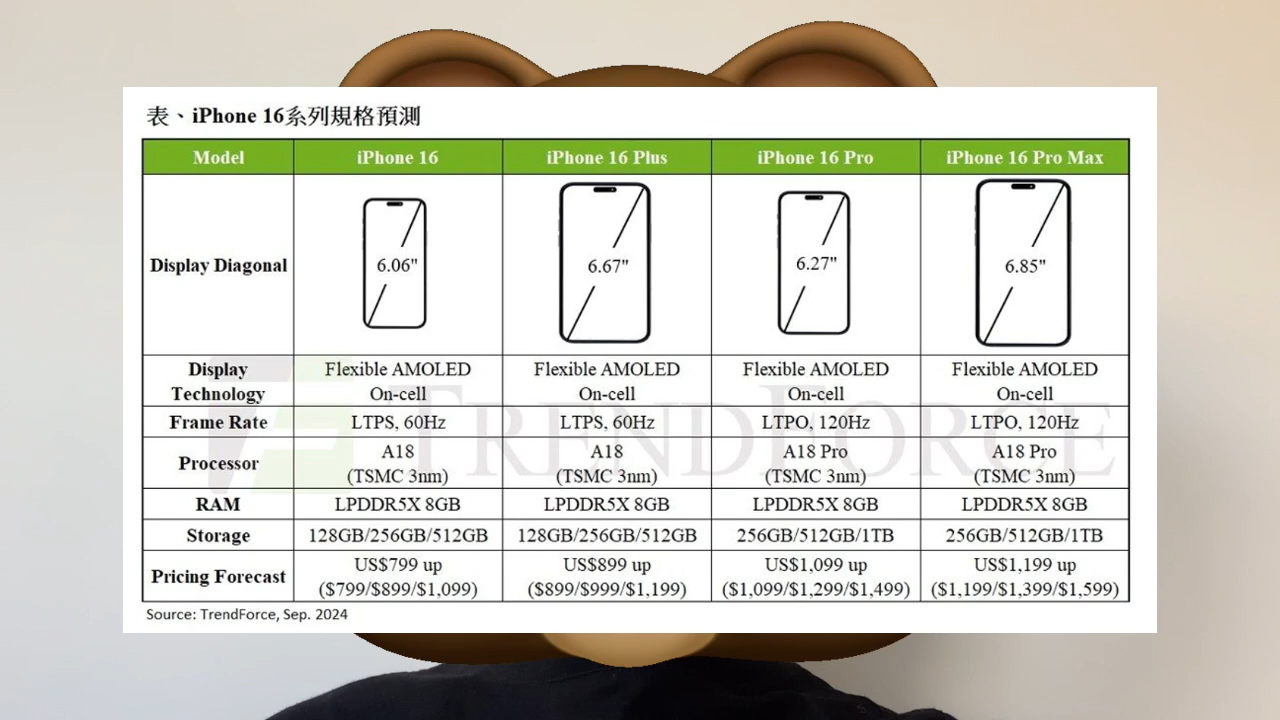 表、iPhone 16系列規格預測
Model iPhone 16 iPhone 16 Plus iPhone 16 Pro iPhone 16 Pro Max
Display Diagonal 6.06" 6.67" 6.27" 6.85"
Display Technology Flexible AMOLED On-cell Flexible AMOLED On-cell Flexible AMOLED On-cell Flexible AMOLED On-cell
Frame Rate LTPS, 60Hz LTPS, 60Hz LTPO, 120Hz LTPO, 120Hz
Processor A18 (TSMC 3nm) A18 (TSMC 3nm) A18 Pro (TSMC 3nm) A18 Pro (TSMC 3nm)
RAM LPDDR5X 8GB LPDDR5X 8GB LPDDR5X 8GB LPDDR5X 8GB
Storage 128GB/256GB/512GB 128GB/256GB/512GB 256GB/512GB/1TB 256GB/512GB/1TB
Pricing Forecast US$799 up ($799/$899/$1,099) US$899 up ($899/$999/$1,199) US$1,099 up ($1,099/$1,299/$1,499) US$1,199 up ($1,199/$1,399/$1,599)
TRENDFORCE
Source: TrendForce, Sep. 2024